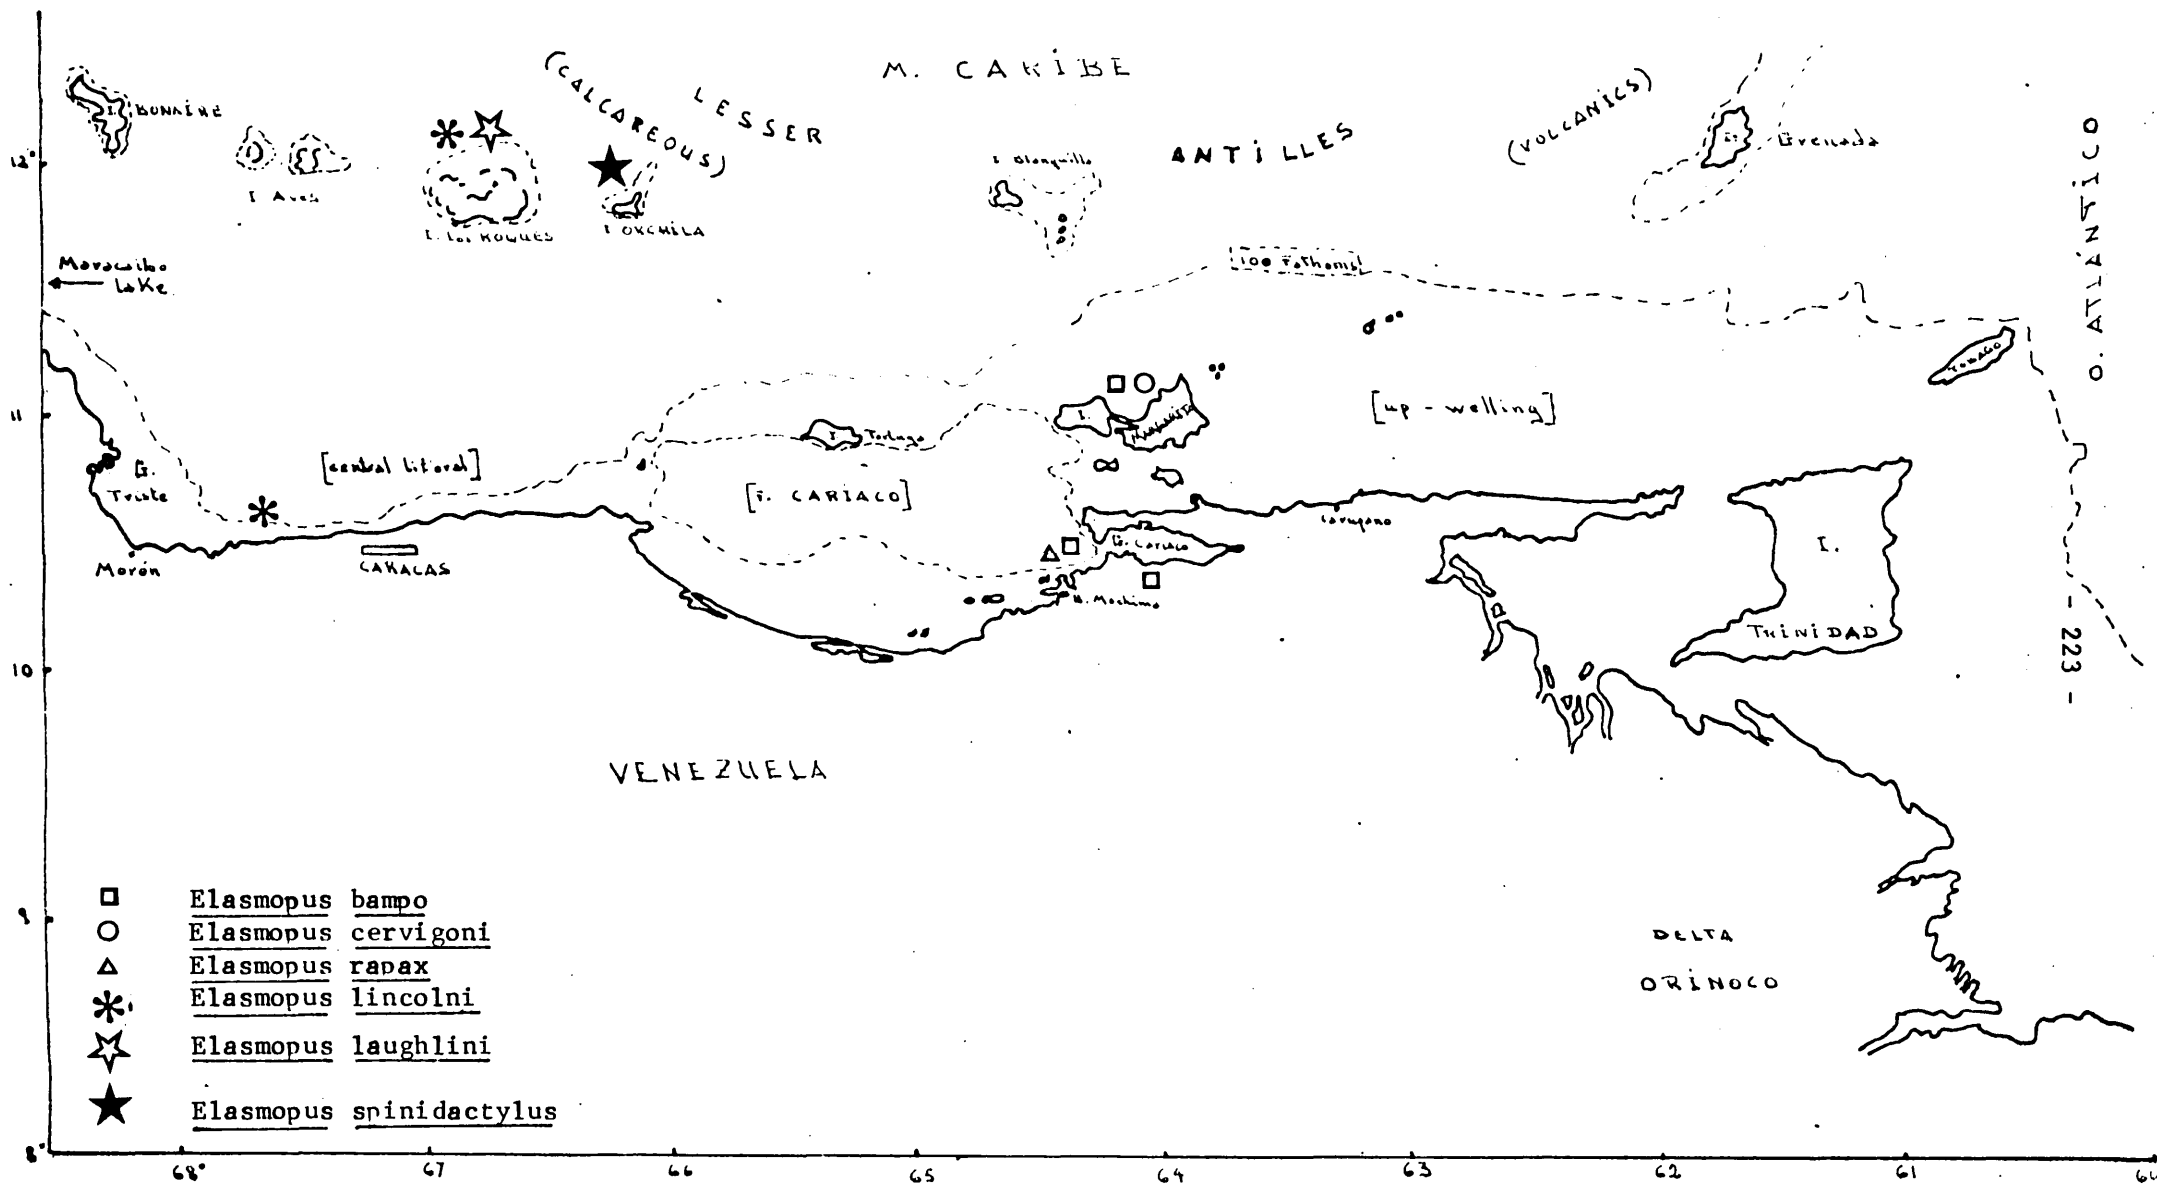 M. CARIBE
(CALCAREOUS)
LESSER
ANTILLES
(VOLCANICS)
I. BONAIRE
I. Aves
I. Los ROQUES
I ORCHILA
I Blanquilla
I. Grenada
O. ATLÁNTICO
12°
Maracaibo
Lake
100 Fathoms
TOBAGO
11
I.
Margarita
[up-welling]
G.
Triste
[central litoral]
I. Tortuga
[F. CARIACO]
Morón
CARACAS
G. CARIACO
Carupano
B. Mochima
I.
TRINIDAD
10
- 223 -
VENEZUELA
Elasmopus bampo
9
Elasmopus cervigoni
Elasmopus rapax
Elasmopus lincolni
Elasmopus laughlini
Elasmopus spinidactylus
DELTA
ORINOCO
8°
68° 67 66 65 64 63 62 61 60